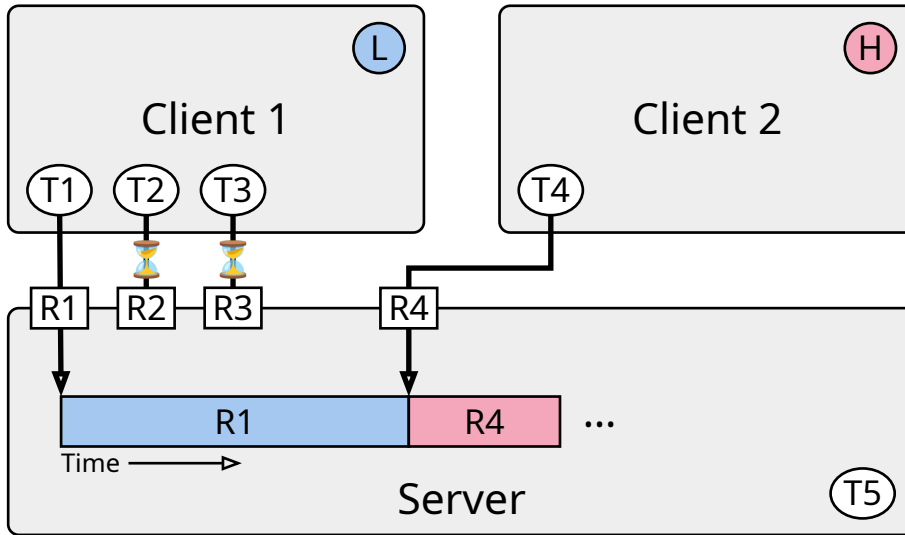 L
H
Client 1
Client 2
T1
T2
T3
T4
R1
R2
R3
R4
R1
R4
...
Time
Server
T5